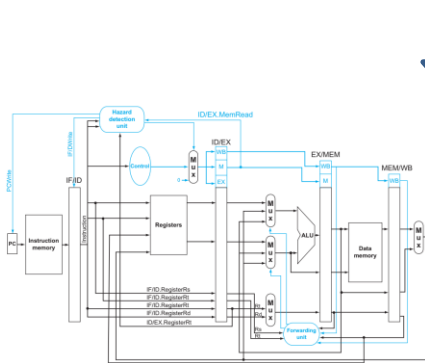 Hazard
detection
unit
ID/EX.MemRead
ID/EX
WB
M
EX
Control
M
u
x
0
IF/DWrite
PCWrite
IF/ID
EX/MEM
WB
M
MEM/WB
WB
PC
Instruction
memory
Instruction
Registers
M
u
x
M
u
x
ALU
Data
memory
M
u
x
IF/ID.RegisterRs
IF/ID.RegisterRt
IF/ID.RegisterRt
IF/ID.RegisterRd
ID/EX.RegisterRt
Rt
Rd
M
u
x
Rs
Rt
Forwarding
unit